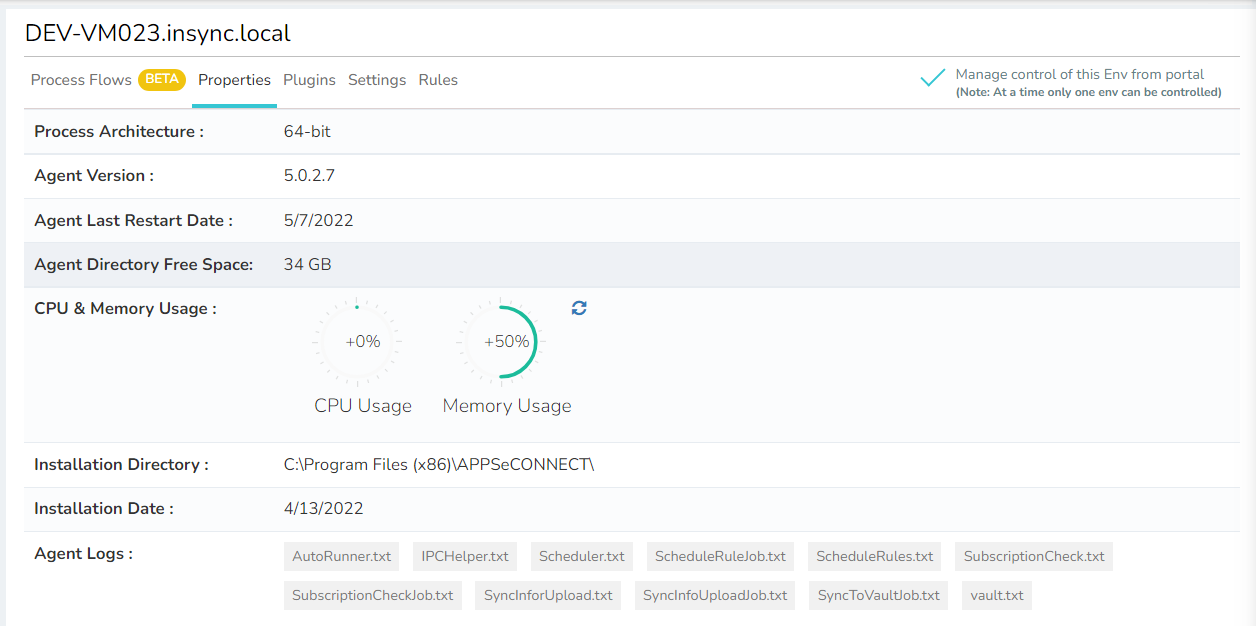 DEV-VM023.insync.local
Process Flows BETA Properties Plugins Settings Rules
Manage control of this Env from portal
(Note: At a time only one env can be controlled)
Process Architecture : 64-bit
Agent Version : 5.0.2.7
Agent Last Restart Date : 5/7/2022
Agent Directory Free Space: 34 GB
CPU & Memory Usage :
+0% +50%
CPU Usage Memory Usage
Installation Directory : C:\Program Files (x86)\APPSeCONNECT\
Installation Date : 4/13/2022
Agent Logs : AutoRunner.txt IPCHelper.txt Scheduler.txt ScheduleRuleJob.txt ScheduleRules.txt SubscriptionCheck.txt
SubscriptionCheckJob.txt SyncInforUpload.txt SyncInfoUploadJob.txt SyncToVaultJob.txt vault.txt